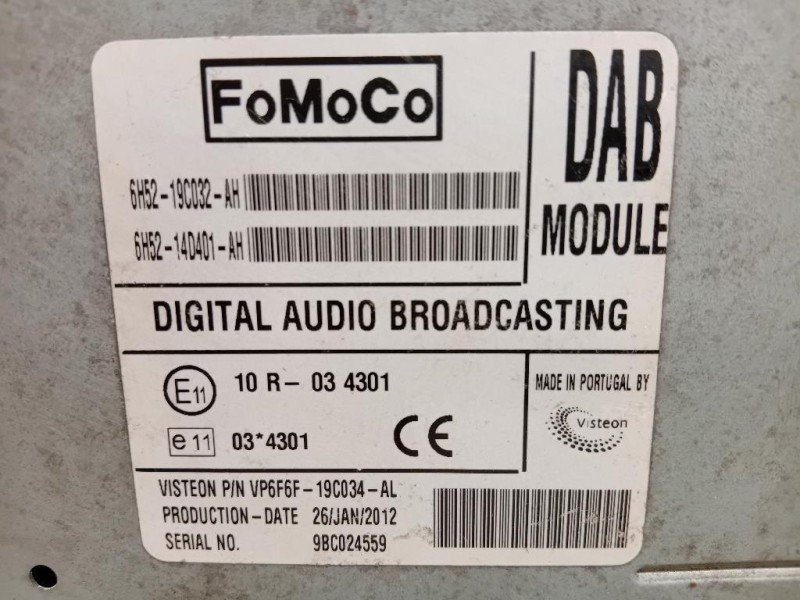 FoMoCo
DAB
MODULE
6H52-19C032-AH
6H52-14D401-AH
DIGITAL AUDIO BROADCASTING
E11 10 R- 03 4301
e 11 03*4301
CE
MADE IN PORTUGAL BY
Visteon
VISTEON P/N VP6F6F-19C034-AL
PRODUCTION-DATE 26/JAN/2012
SERIAL NO. 9BC024559